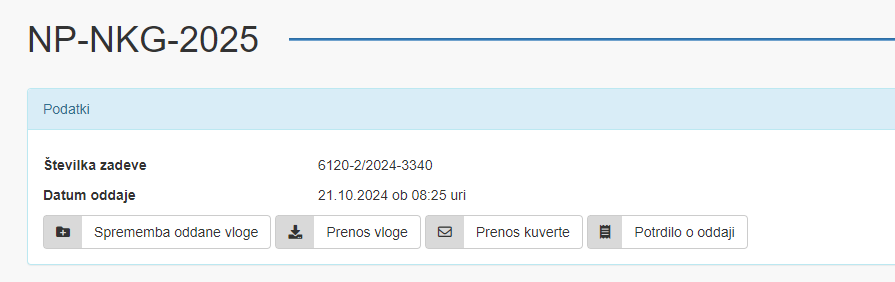 NP-NKG-2025
Podatki
Številka zadeve 6120-2/2024-3340
Datum oddaje 21.10.2024 ob 08:25 uri
Sprememba oddane vloge Prenos vloge Prenos kuverte Potrdilo o oddaji